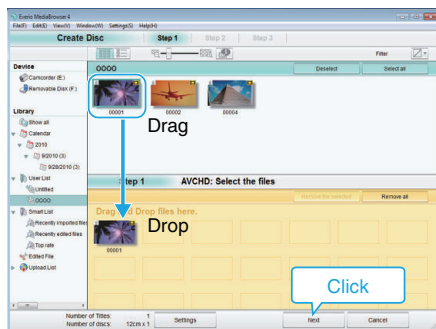 Everio MediaBrowser 4
File(F) Edit(E) View(V) Window(W) Settings(S) Help(H)
Create Disc Step 1 Step 2 Step 3
Filter
Device
Camcorder (E:)
Removable Disk (F:)
OOOO Deselect Select all
00001 00002 00004
Drag
Library
Show all
Calendar
2010
9/2010 (3)
9/28/2010 (3)
User List
Untitled
OOOO
Smart List
Recently imported files
Recently edited files
Top rate
Edited File
Upload List
Step 1 AVCHD: Select the files
Remove the selected Remove all
Drag and Drop files here.
Drop
00001
Click
Number of Titles: 1
Number of discs: 12cm x 1
Settings Next Cancel